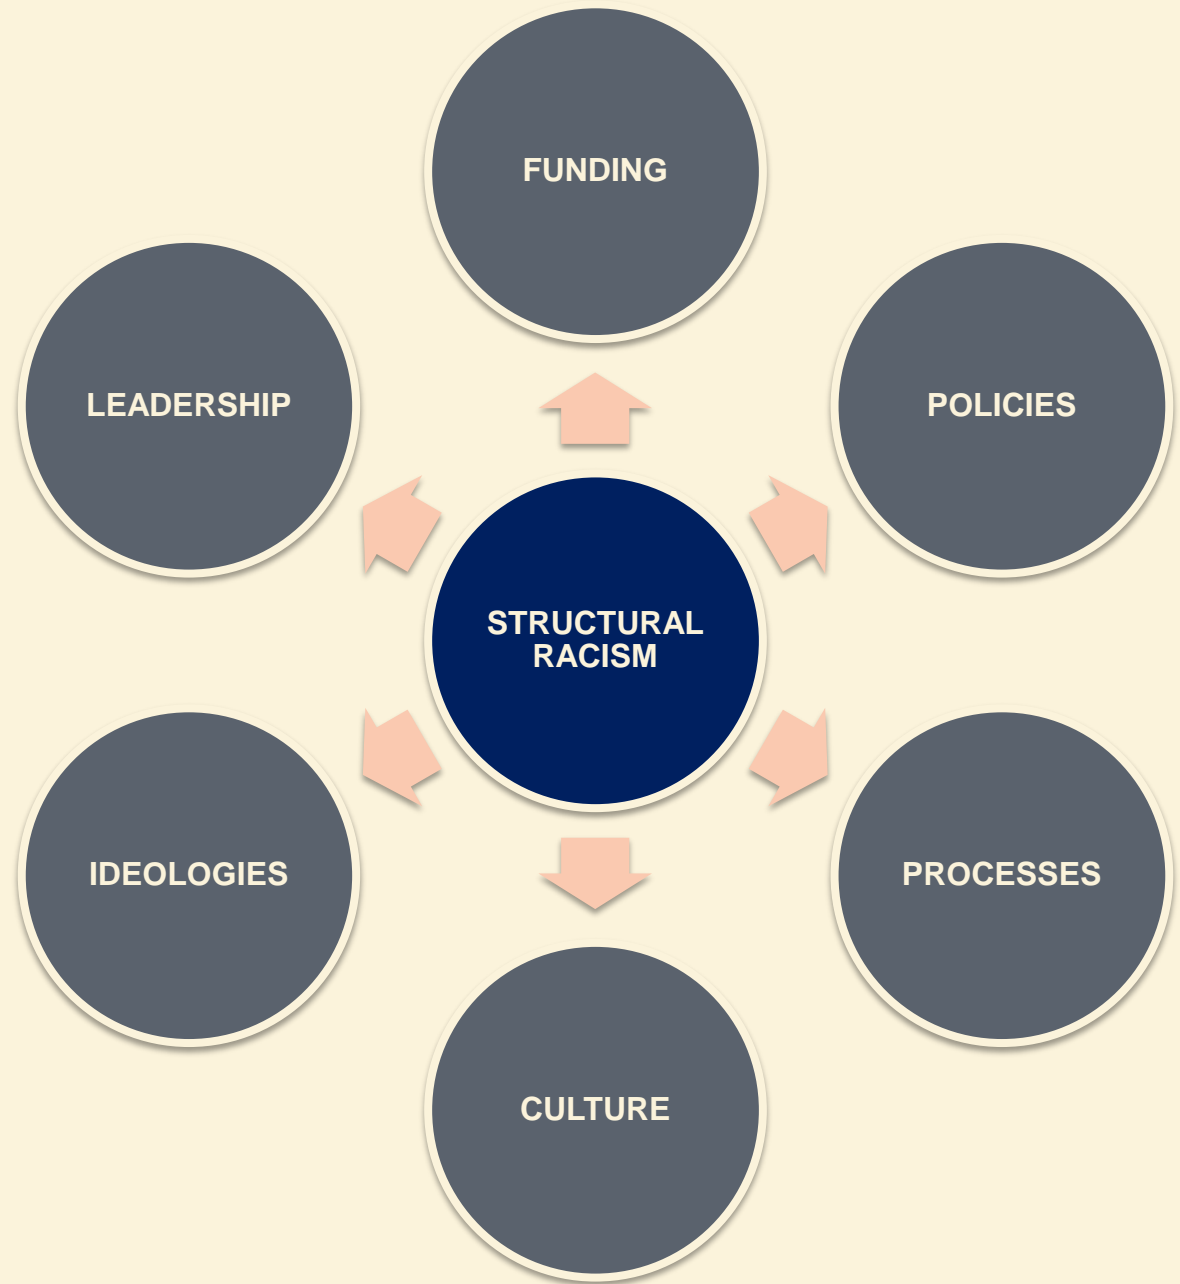 FUNDING
LEADERSHIP
POLICIES
STRUCTURAL
RACISM
IDEOLOGIES
PROCESSES
CULTURE